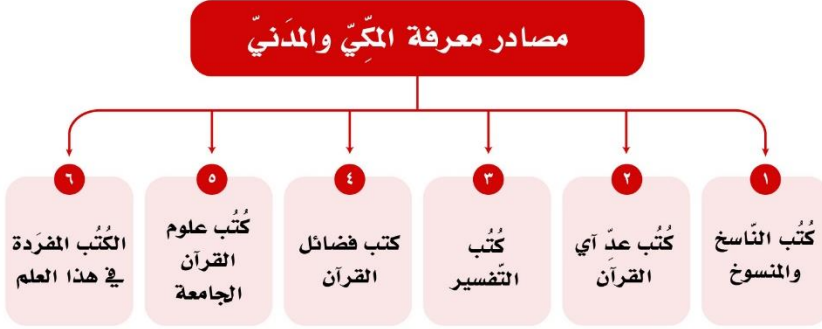 مصادر معرفة المكِّيّ والمدَنيّ
١
كُتُب النّاسخ
والمنسوخ
٢
كُتُب عدِّ آي
القرآن
٣
كُتُب
التّفسير
٤
كتب فضائل
القرآن
٥
كُتُب علوم
القرآن
الجامعة
٦
الكتُب المفرَدة
في هذا العلم